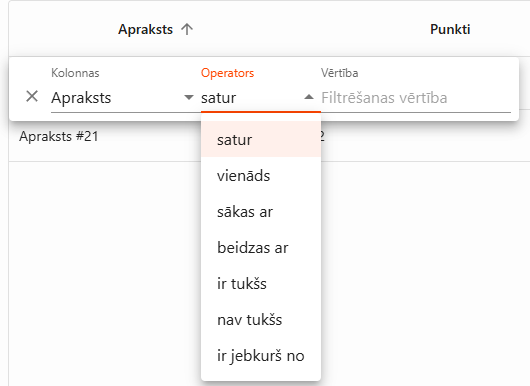 Apraksts Punkti
Kolonnas Operators Vērtība
Apraksts satur Filtrēšanas vērtība
Apraksts #21 2
satur
vienāds
sākas ar
beidzas ar
ir tukšs
nav tukšs
ir jebkurš no